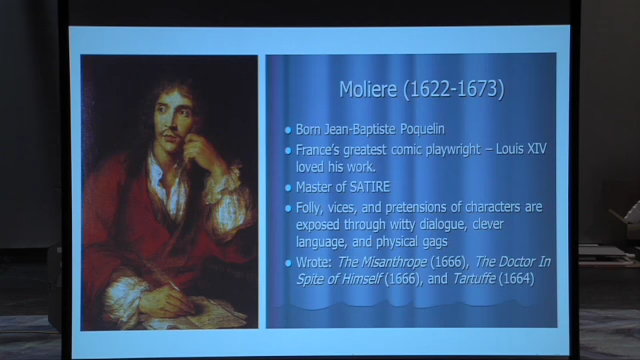 Moliere (1622-1673)
Born Jean-Baptiste Poquelin
France's greatest comic playwright – Louis XIV
loved his work.
Master of SATIRE
Folly, vices, and pretensions of characters are
exposed through witty dialogue, clever
language, and physical gags
Wrote: The Misanthrope (1666), The Doctor In
Spite of Himself (1666), and Tartuffe (1664)